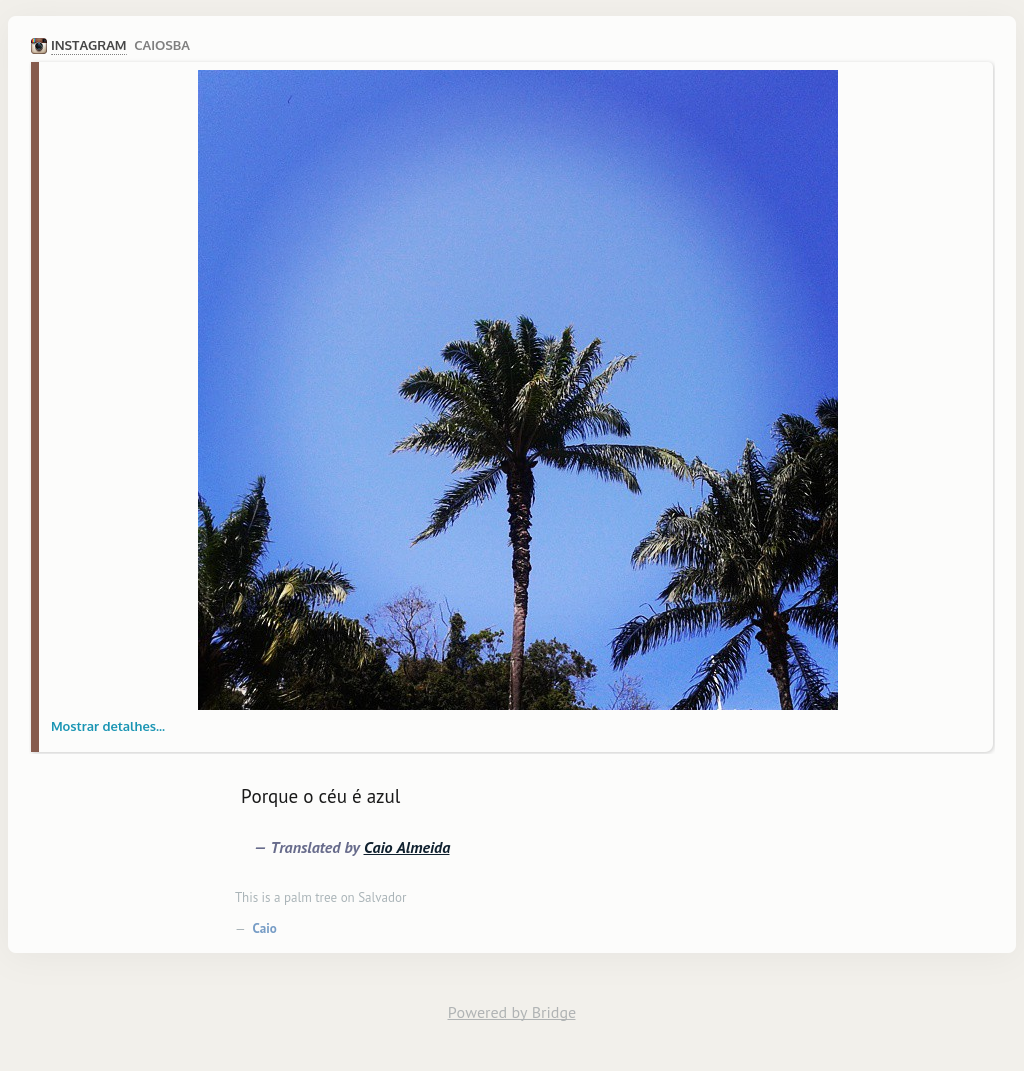 INSTAGRAM CAIOSBA
Mostrar detalhes...
Porque o céu é azul
— Translated by Caio Almeida
This is a palm tree on Salvador
— Caio
Powered by Bridge